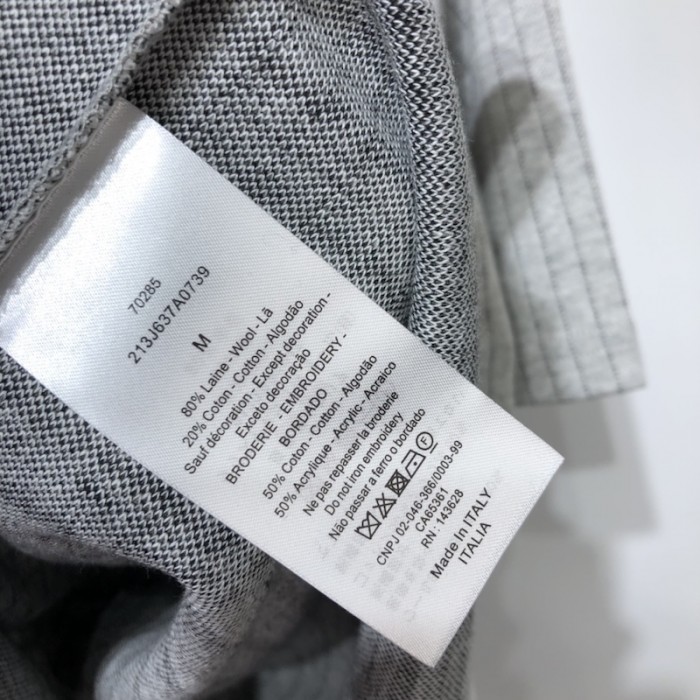 70285
213J637A0739
M
80% Laine - Wool - Lã
20% Coton - Cotton - Algodão
Sauf décoration - Except decoration -
Exceto decoração
BRODERIE - EMBROIDERY -
BORDADO
50% Coton - Cotton - Algodão
50% Acrylique - Acrylic - Acraico
Ne pas repasser la broderie
Do not iron embroidery
Não passar a ferro o bordado
CNPJ 02-046-366/0003-99
CA65361
RN : 143628
Made In ITALY
ITALIA